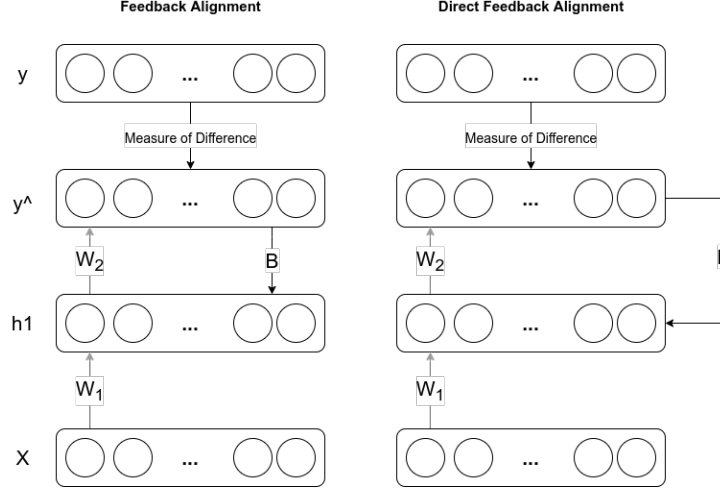 Feedback Alignment
Direct Feedback Alignment
y
... ...
... ...
Measure of Difference
Measure of Difference
y^
... ...
... ...
W2
B
W2
h1
... ...
... ...
W1
W1
X
... ...
... ...